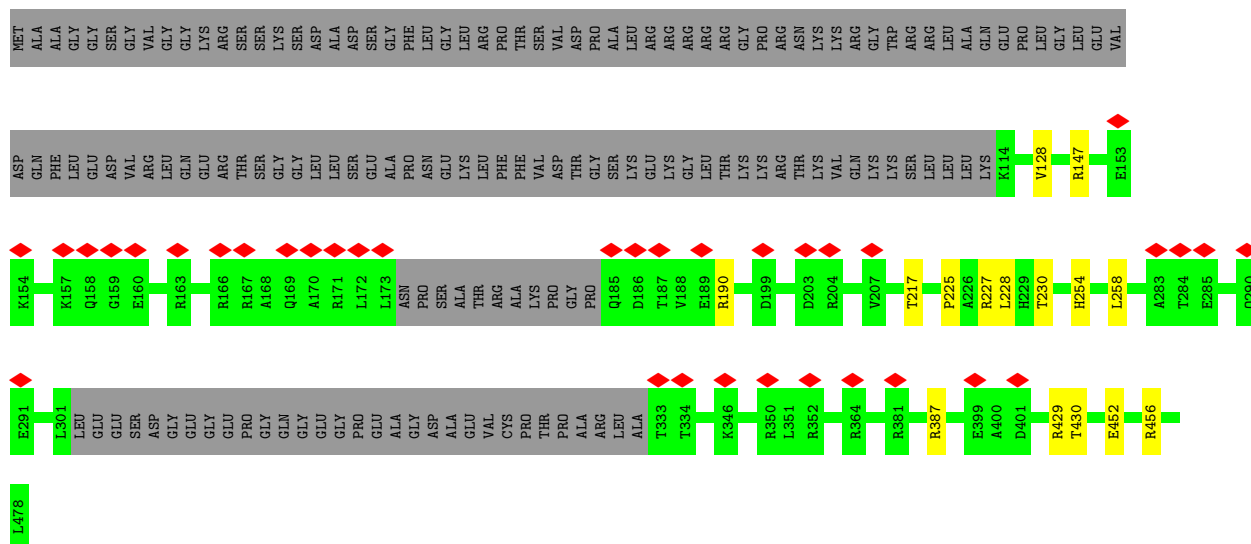 MET ALA ALA GLY GLY SER GLY VAL GLY GLY LYS ARG SER SER LYS SER ASP ALA ASP SER GLY PHE LEU GLY LEU ARG PRO THR SER VAL ASP PRO ALA LEU ARG ARG ARG ARG ARG GLY PRO ARG ASN LYS LYS ARG GLY TRP ARG ARG LEU ALA GLN GLU PRO LEU GLY LEU GLU VAL
ASP GLN PHE LEU GLU ASP VAL ARG LEU GLN GLU ARG THR SER GLY GLY LEU LEU SER GLU ALA PRO ASN GLU LYS LEU PHE PHE VAL ASP THR GLY SER LYS GLU LYS GLY LEU THR LYS LYS ARG THR LYS VAL GLN LYS LYS SER LEU LEU LEU LYS K114 V128 R147 E153
K154 K157 Q158 G159 E160 R163 R166 R167 A168 Q169 A170 R171 L172 L173 ASN PRO SER ALA THR ARG ALA LYS PRO GLY PRO Q185 D186 T187 V188 E189 R190 D199 D203 R204 V207 T217 P225 A226 R227 L228 H229 T230 H254 L258 A283 T284 E285
E291 L301 LEU GLU GLU SER ASP GLY GLU GLY GLU PRO GLY GLN GLY GLU GLY PRO GLU ALA GLY ASP ALA GLU VAL CYS PRO THR PRO ALA ARG LEU ALA T333 T334 K346 R350 L351 R352 R364 R381 R387 E399 A400 D401 R429 T430 E452 R456
L478